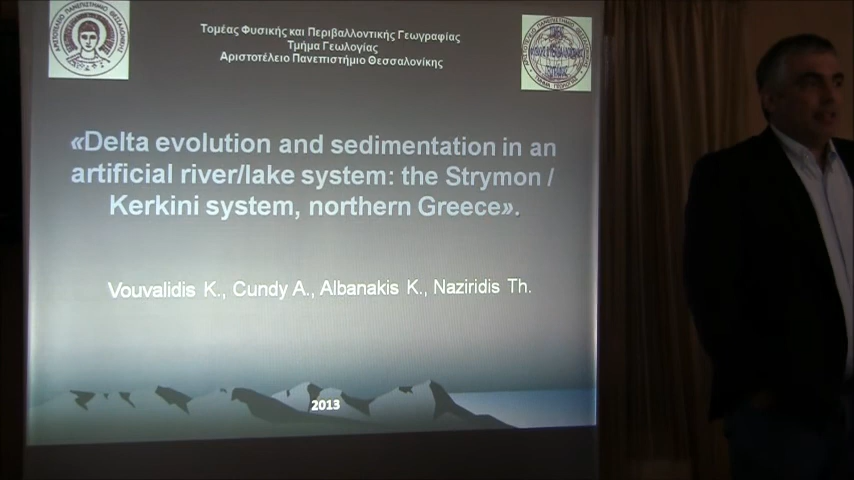 Τομέας Φυσικής και Περιβαλλοντικής Γεωγραφίας
Τμήμα Γεωλογίας
Αριστοτέλειο Πανεπιστήμιο Θεσσαλονίκης
«Delta evolution and sedimentation in an
artificial river/lake system: the Strymon /
Kerkini system, northern Greece».
Vouvalidis K., Cundy A., Albanakis K., Naziridis Th.
2013